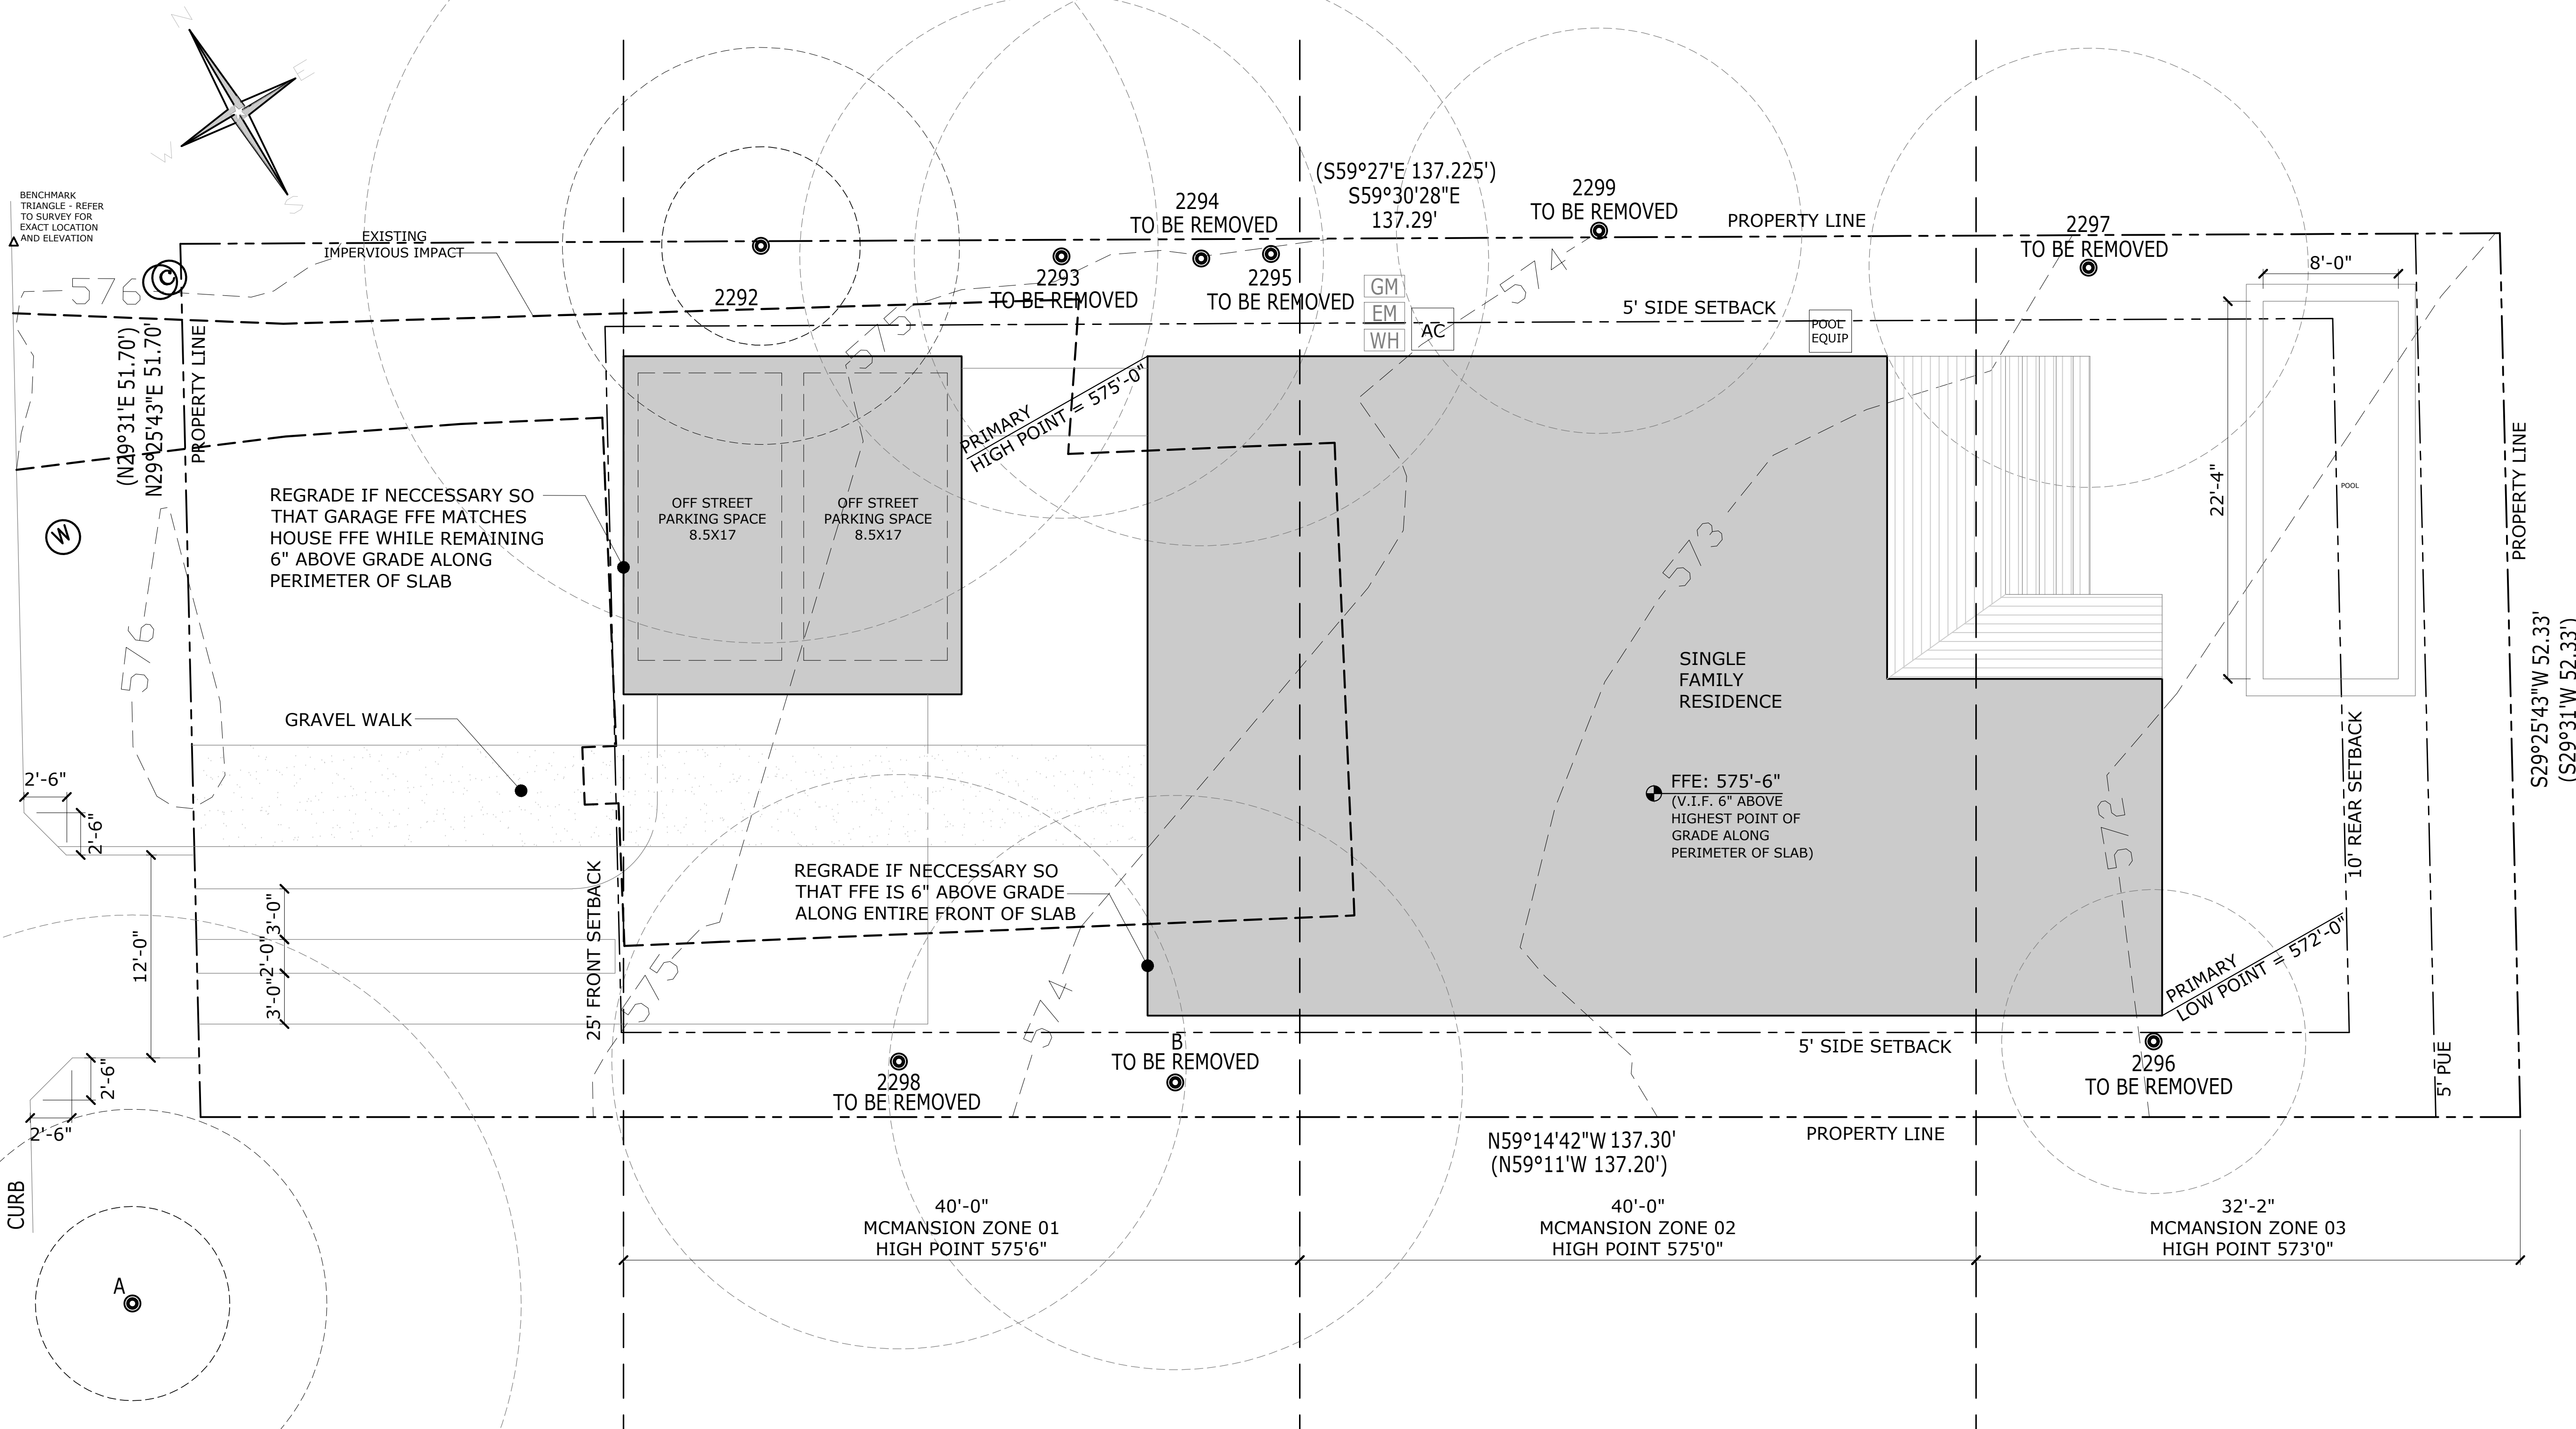 N
E
W
S
BENCHMARK
TRIANGLE - REFER
TO SURVEY FOR
EXACT LOCATION
AND ELEVATION
EXISTING
IMPERVIOUS IMPACT
576
C
(N29°31'E 51.70')
N29°25'43"E 51.70'
PROPERTY LINE
W
576
2292
2293
TO BE REMOVED
2294
TO BE REMOVED
2295
TO BE REMOVED
(S59°27'E 137.225')
S59°30'28"E
137.29'
2299
TO BE REMOVED
PROPERTY LINE
2297
TO BE REMOVED
8'-0"
575
574
GM
EM
WH
AC
5' SIDE SETBACK
POOL
EQUIP
PRIMARY
HIGH POINT = 575'-0"
REGRADE IF NECCESSARY SO
THAT GARAGE FFE MATCHES
HOUSE FFE WHILE REMAINING
6" ABOVE GRADE ALONG
PERIMETER OF SLAB
OFF STREET
PARKING SPACE
8.5X17
OFF STREET
PARKING SPACE
8.5X17
573
22'-4"
POOL
PROPERTY LINE
S29°25'43"W 52.33'
(S29°31'W 52.33')
SINGLE
FAMILY
RESIDENCE
GRAVEL WALK
FFE: 575'-6"
(V.I.F. 6" ABOVE
HIGHEST POINT OF
GRADE ALONG
PERIMETER OF SLAB)
572
10' REAR SETBACK
2'-6"
2'-6"
12'-0"
3'-0"
2'-0"
3'-0"
25' FRONT SETBACK
REGRADE IF NECCESSARY SO
THAT FFE IS 6" ABOVE GRADE
ALONG ENTIRE FRONT OF SLAB
575
574
PRIMARY
LOW POINT = 572'-0"
2'-6"
2'-6"
2298
TO BE REMOVED
B
TO BE REMOVED
5' SIDE SETBACK
2296
TO BE REMOVED
5' PUE
N59°14'42"W 137.30'
(N59°11'W 137.20')
PROPERTY LINE
CURB
A
40'-0"
MCMANSION ZONE 01
HIGH POINT 575'6"
40'-0"
MCMANSION ZONE 02
HIGH POINT 575'0"
32'-2"
MCMANSION ZONE 03
HIGH POINT 573'0"